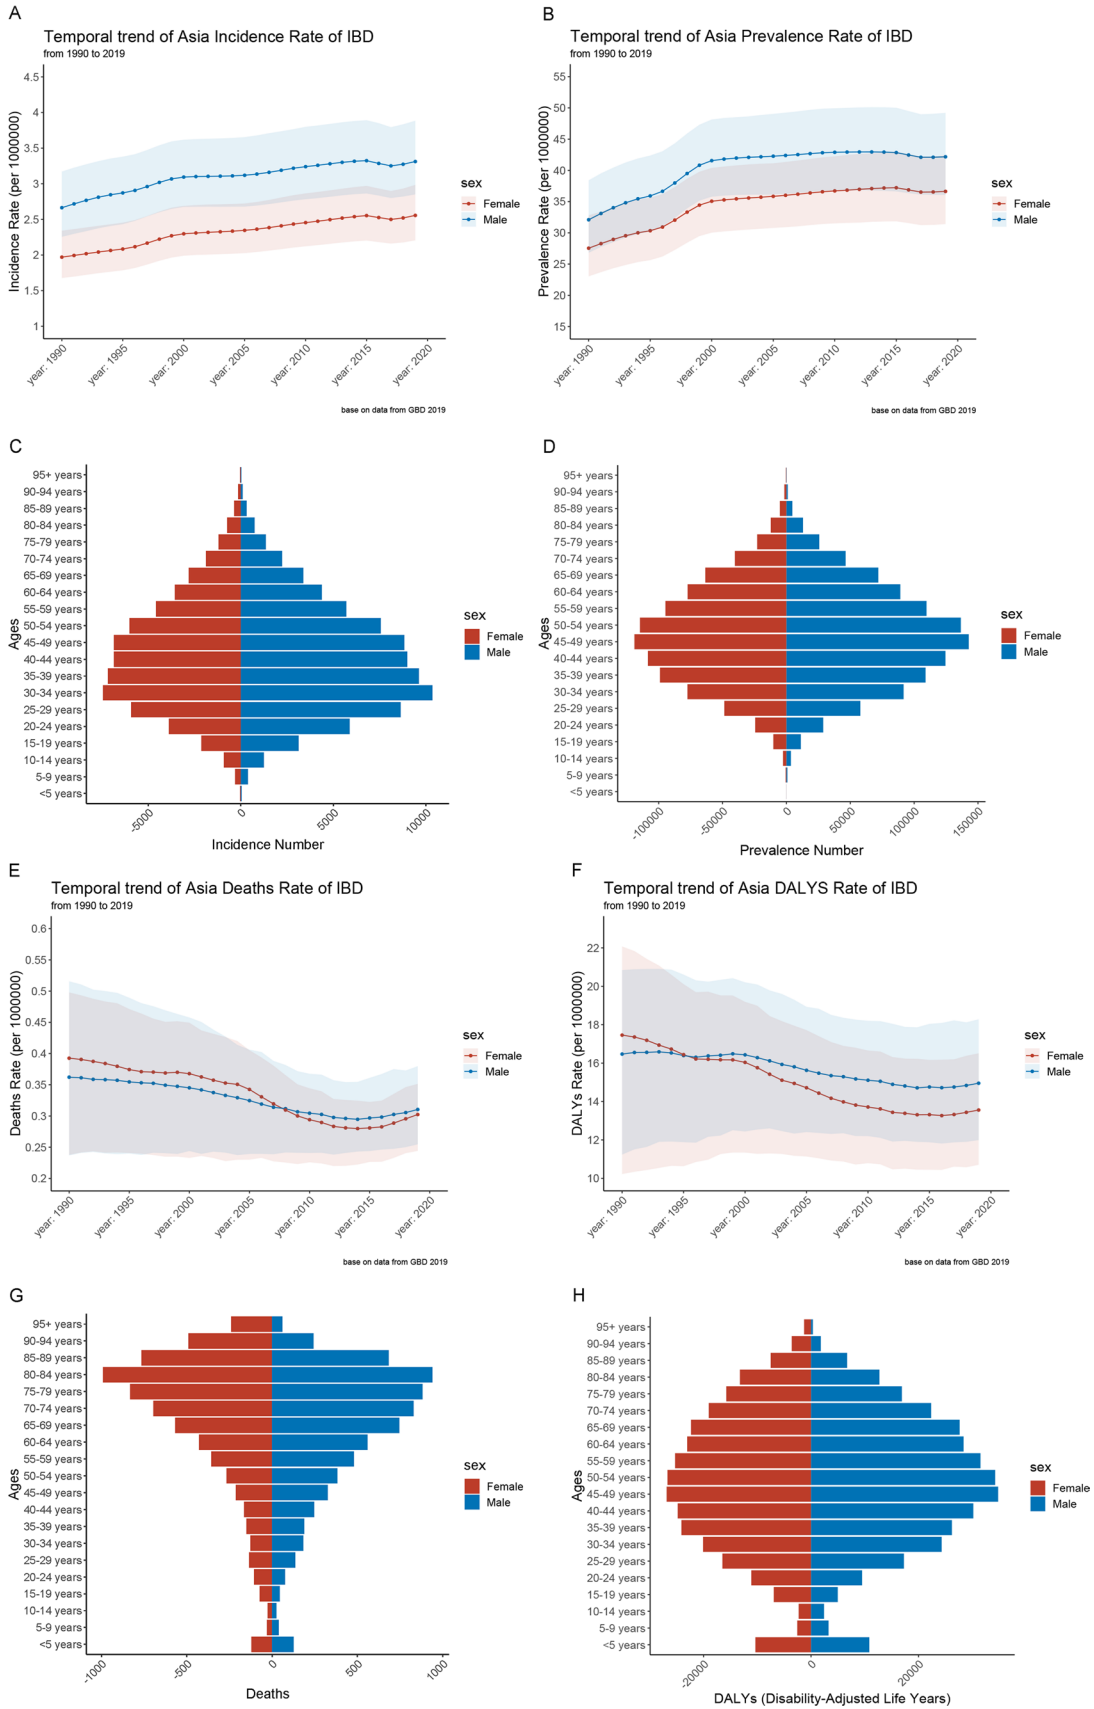 A
Temporal trend of Asia Incidence Rate of IBD
from 1990 to 2019
4.5
4
3.5
3
2.5
2
1.5
1
Incidence Rate (per 1000000)
year: 1990
year: 1995
year: 2000
year: 2005
year: 2010
year: 2015
year: 2020
sex
Female
Male
base on data from GBD 2019
B
Temporal trend of Asia Prevalence Rate of IBD
from 1990 to 2019
55
50
45
40
35
30
25
20
15
Prevalence Rate (per 1000000)
year: 1990
year: 1995
year: 2000
year: 2005
year: 2010
year: 2015
year: 2020
sex
Female
Male
base on data from GBD 2019
C
95+ years
90-94 years
85-89 years
80-84 years
75-79 years
70-74 years
65-69 years
60-64 years
55-59 years
50-54 years
45-49 years
40-44 years
35-39 years
30-34 years
25-29 years
20-24 years
15-19 years
10-14 years
5-9 years
<5 years
Ages
-5000
0
5000
10000
Incidence Number
sex
Female
Male
D
95+ years
90-94 years
85-89 years
80-84 years
75-79 years
70-74 years
65-69 years
60-64 years
55-59 years
50-54 years
45-49 years
40-44 years
35-39 years
30-34 years
25-29 years
20-24 years
15-19 years
10-14 years
5-9 years
<5 years
Ages
-100000
-50000
0
50000
100000
150000
Prevalence Number
sex
Female
Male
E
Temporal trend of Asia Deaths Rate of IBD
from 1990 to 2019
0.6
0.55
0.5
0.45
0.4
0.35
0.3
0.25
0.2
Deaths Rate (per 1000000)
year: 1990
year: 1995
year: 2000
year: 2005
year: 2010
year: 2015
year: 2020
sex
Female
Male
base on data from GBD 2019
F
Temporal trend of Asia DALYS Rate of IBD
from 1990 to 2019
22
20
18
16
14
12
10
DALYs Rate (per 1000000)
year: 1990
year: 1995
year: 2000
year: 2005
year: 2010
year: 2015
year: 2020
sex
Female
Male
base on data from GBD 2019
G
95+ years
90-94 years
85-89 years
80-84 years
75-79 years
70-74 years
65-69 years
60-64 years
55-59 years
50-54 years
45-49 years
40-44 years
35-39 years
30-34 years
25-29 years
20-24 years
15-19 years
10-14 years
5-9 years
<5 years
Ages
-1000
-500
0
500
1000
Deaths
sex
Female
Male
H
95+ years
90-94 years
85-89 years
80-84 years
75-79 years
70-74 years
65-69 years
60-64 years
55-59 years
50-54 years
45-49 years
40-44 years
35-39 years
30-34 years
25-29 years
20-24 years
15-19 years
10-14 years
5-9 years
<5 years
Ages
-20000
0
20000
DALYs (Disability-Adjusted Life Years)
sex
Female
Male